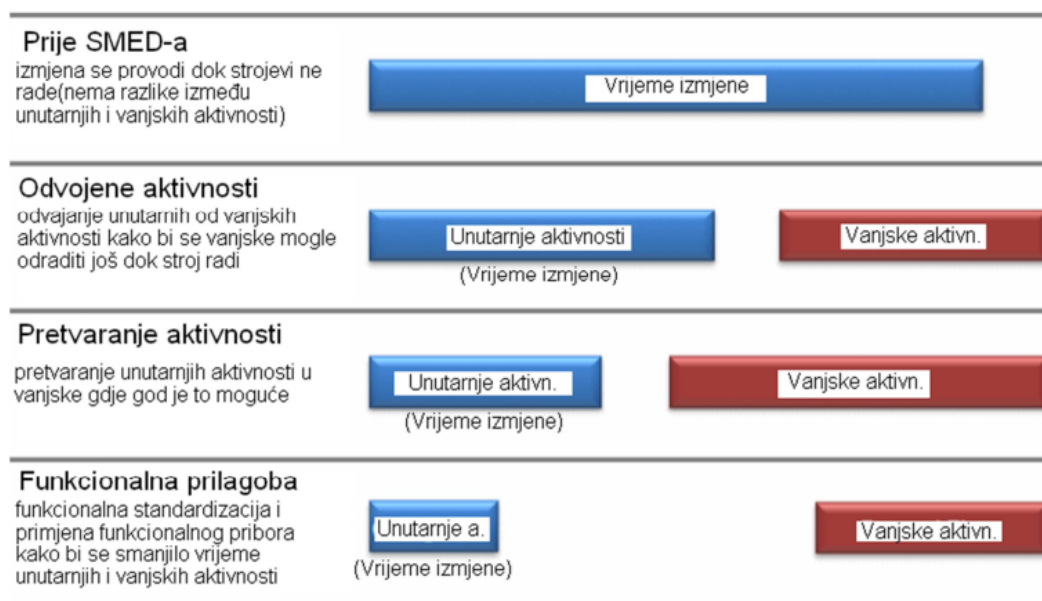 Prije SMED-a
izmjena se provodi dok strojevi ne
rade(nema razlike između
unutarnjih i vanjskih aktivnosti)
Vrijeme izmjene
Odvojene aktivnosti
odvajanje unutarnih od vanjskih
aktivnosti kako bi se vanjske mogle
odraditi još dok stroj radi
Unutarnje aktivnosti
(Vrijeme izmjene)
Vanjske aktivn.
Pretvaranje aktivnosti
pretvaranje unutarnjih aktivnosti u
vanjske gdje god je to moguće
Unutarnje aktivn.
(Vrijeme izmjene)
Vanjske aktivn.
Funkcionalna prilagoba
funkcionalna standardizacija i
primjena funkcionalnog pribora
kako bi se smanjilo vrijeme
unutarnjih i vanjskih aktivnosti
Unutarnje a.
(Vrijeme izmjene)
Vanjske aktivn.